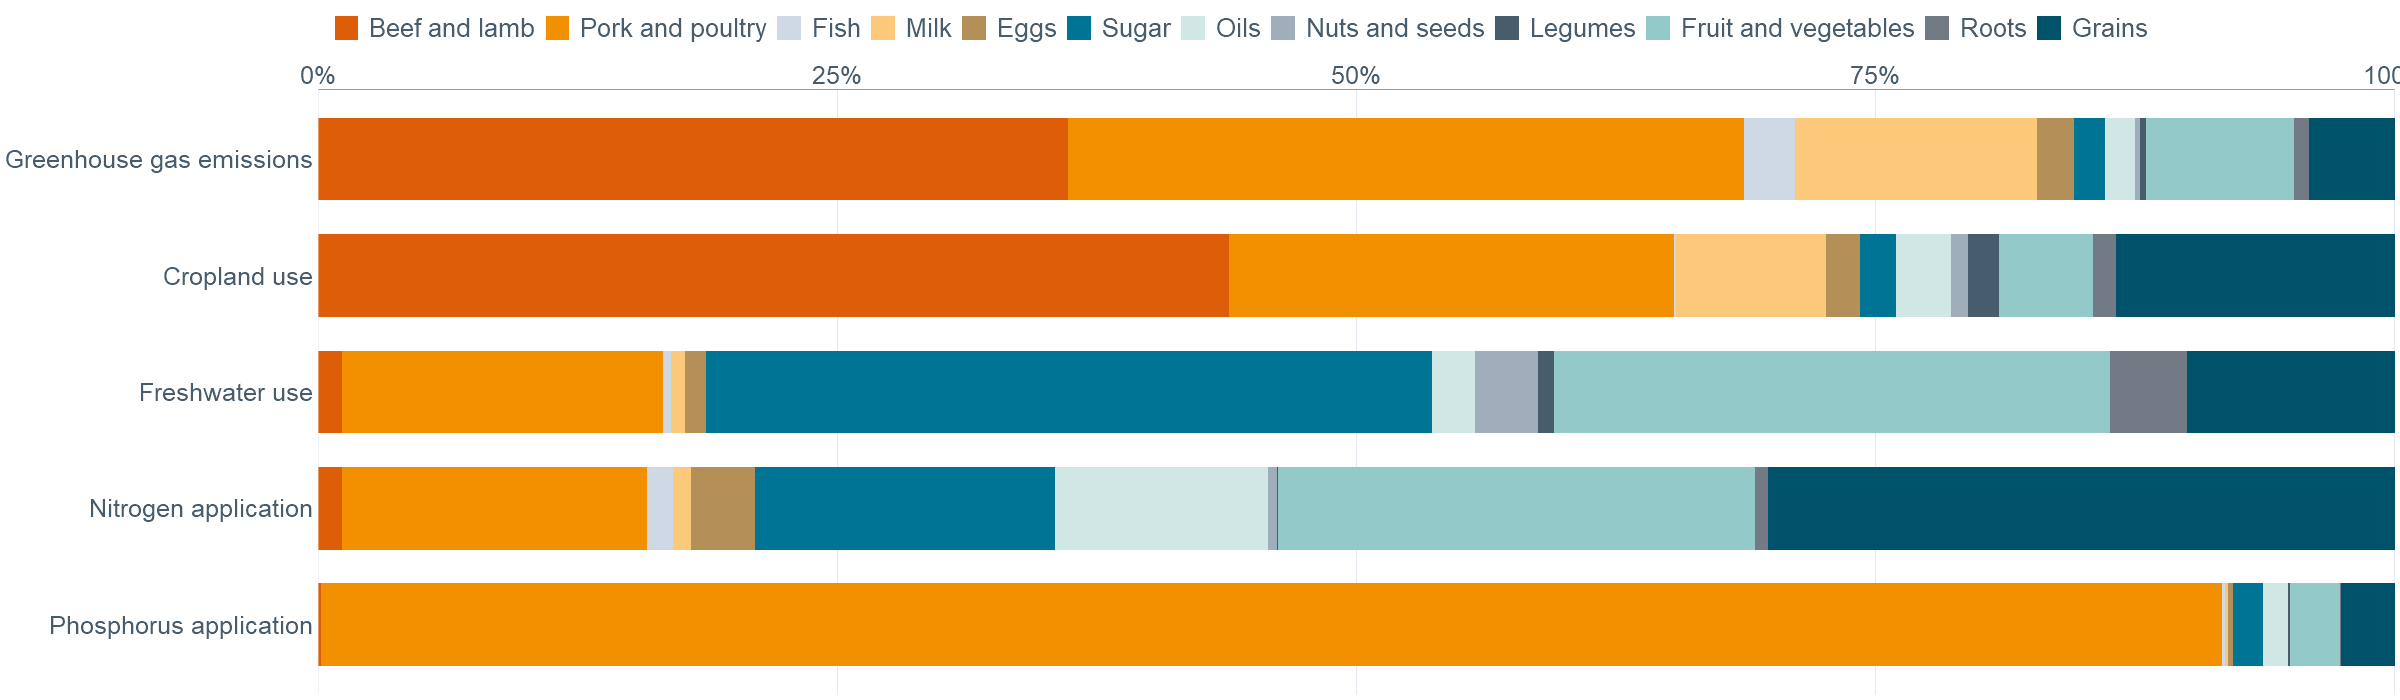 Beef and lamb Pork and poultry Fish Milk Eggs Sugar Oils Nuts and seeds Legumes Fruit and vegetables Roots Grains
0% 25% 50% 75% 100
Greenhouse gas emissions
Cropland use
Freshwater use
Nitrogen application
Phosphorus application